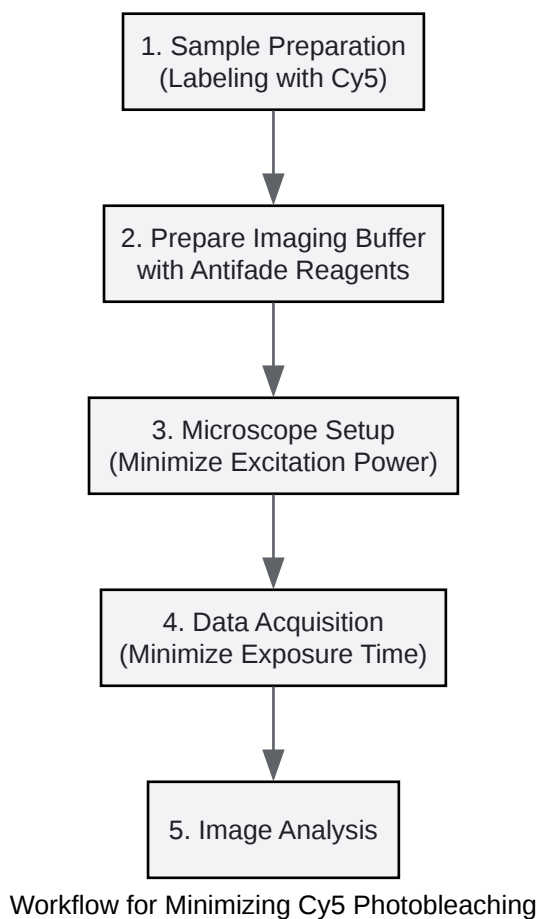 1. Sample Preparation
(Labeling with Cy5)
2. Prepare Imaging Buffer
with Antifade Reagents
3. Microscope Setup
(Minimize Excitation Power)
4. Data Acquisition
(Minimize Exposure Time)
5. Image Analysis
Workflow for Minimizing Cy5 Photobleaching